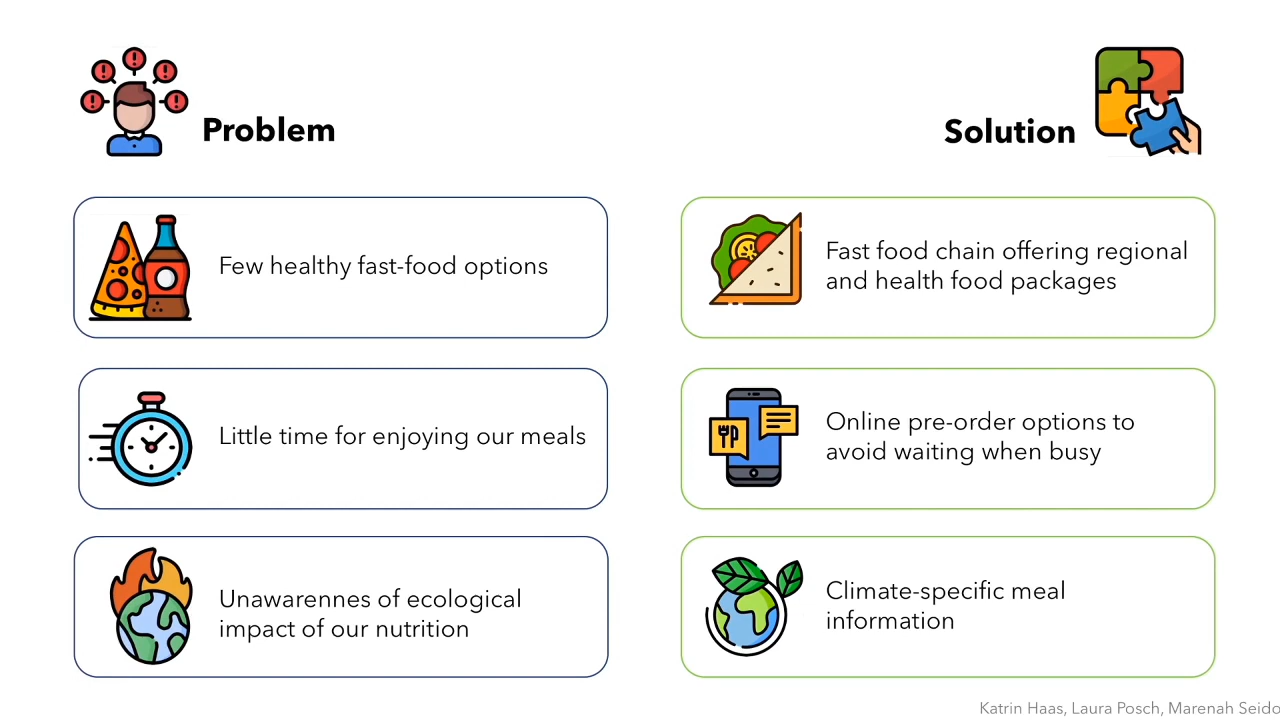 Problem
Solution
Few healthy fast-food options
Fast food chain offering regional
and health food packages
Little time for enjoying our meals
Online pre-order options to
avoid waiting when busy
Unawarennes of ecological
impact of our nutrition
Climate-specific meal
information
Katrin Haas, Laura Posch, Marenah Seido